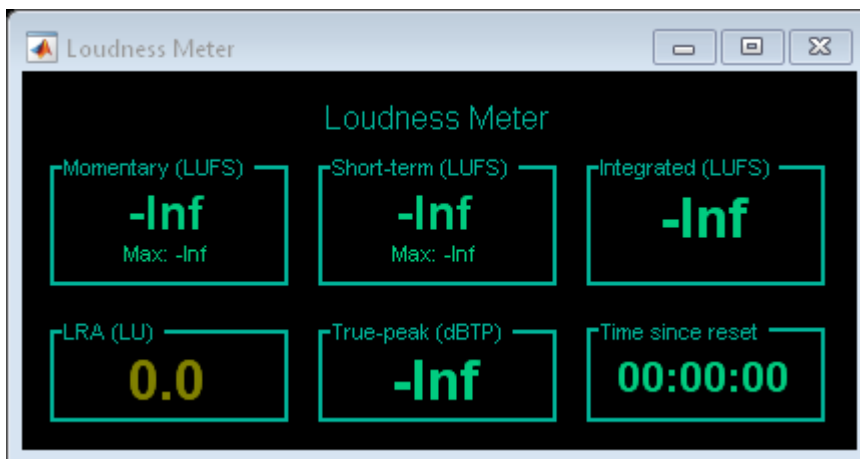 Loudness Meter
Loudness Meter
Momentary (LUFS)
-Inf
Max: -Inf
Short-term (LUFS)
-Inf
Max: -Inf
Integrated (LUFS)
-Inf
LRA (LU)
0.0
True-peak (dBTP)
-Inf
Time since reset
00:00:00